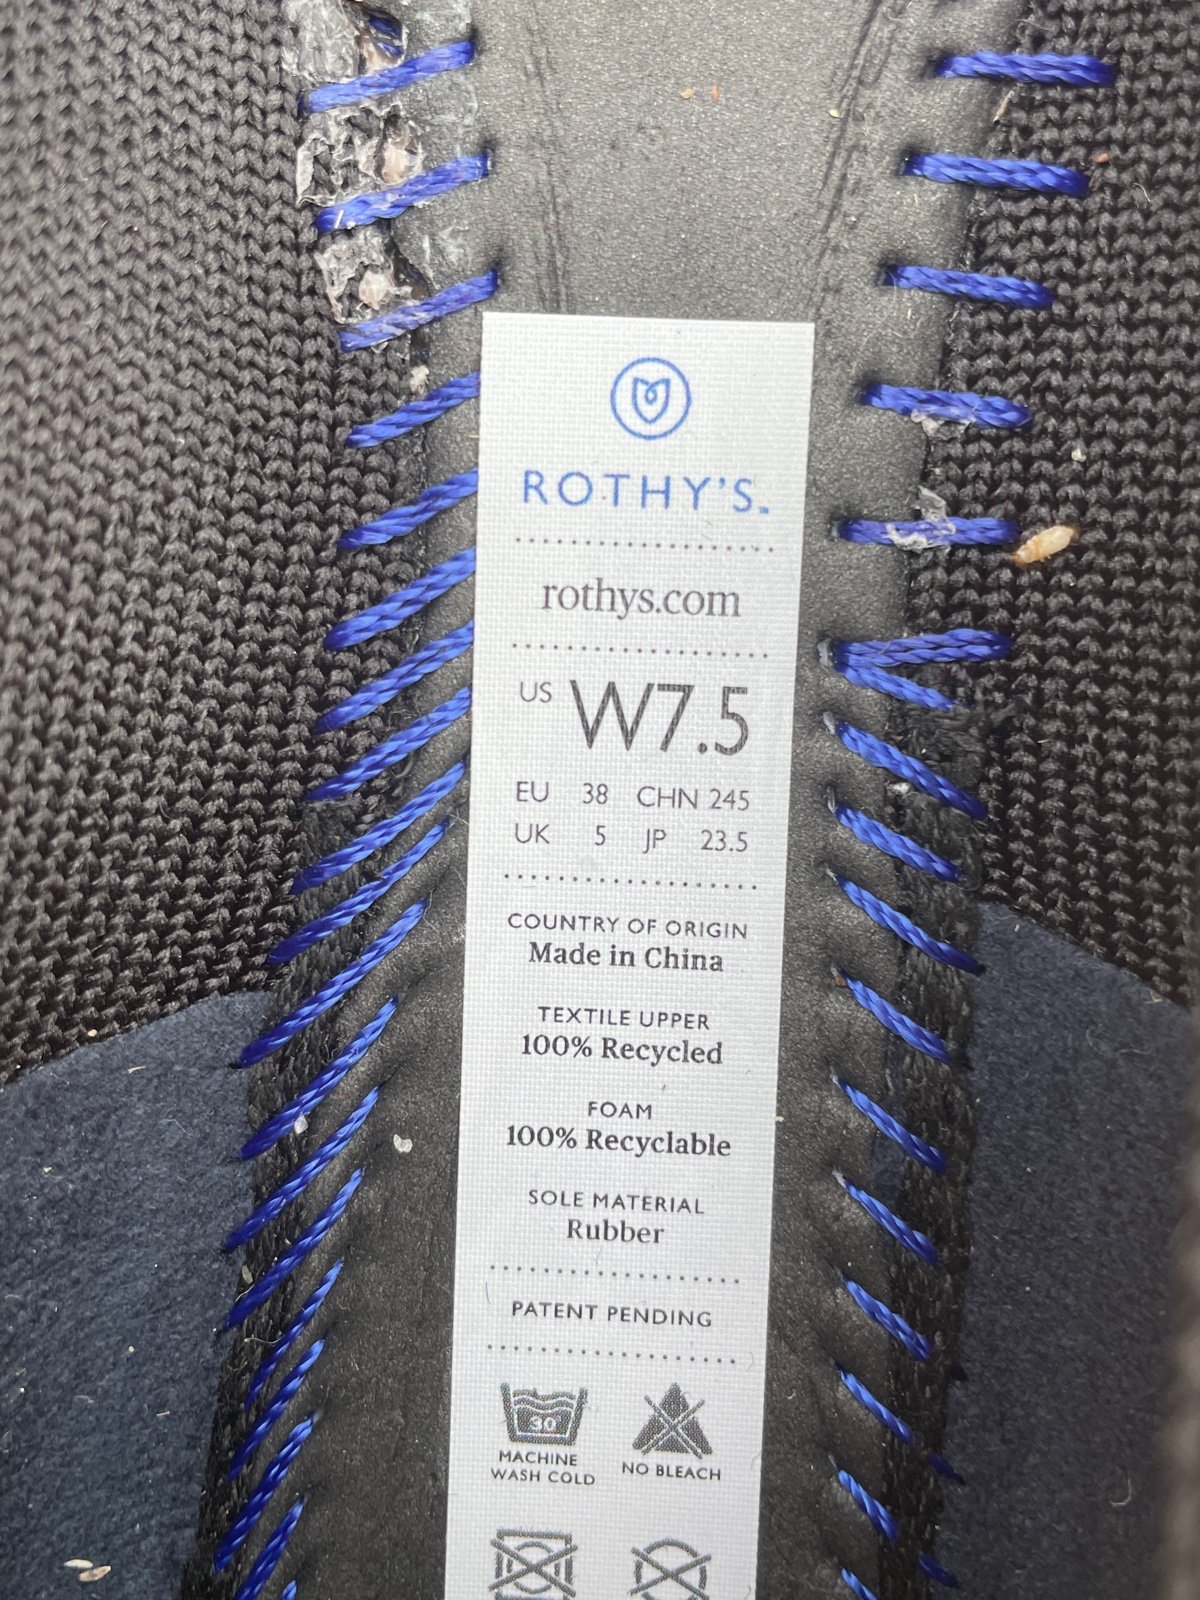 ROTHY'S℠
rothys.com
US W7.5
EU 38 CHN 245
UK 5 JP 23.5
COUNTRY OF ORIGIN
Made in China
TEXTILE UPPER
100% Recycled
FOAM
100% Recyclable
SOLE MATERIAL
Rubber
PATENT PENDING
30
MACHINE
WASH COLD
NO BLEACH